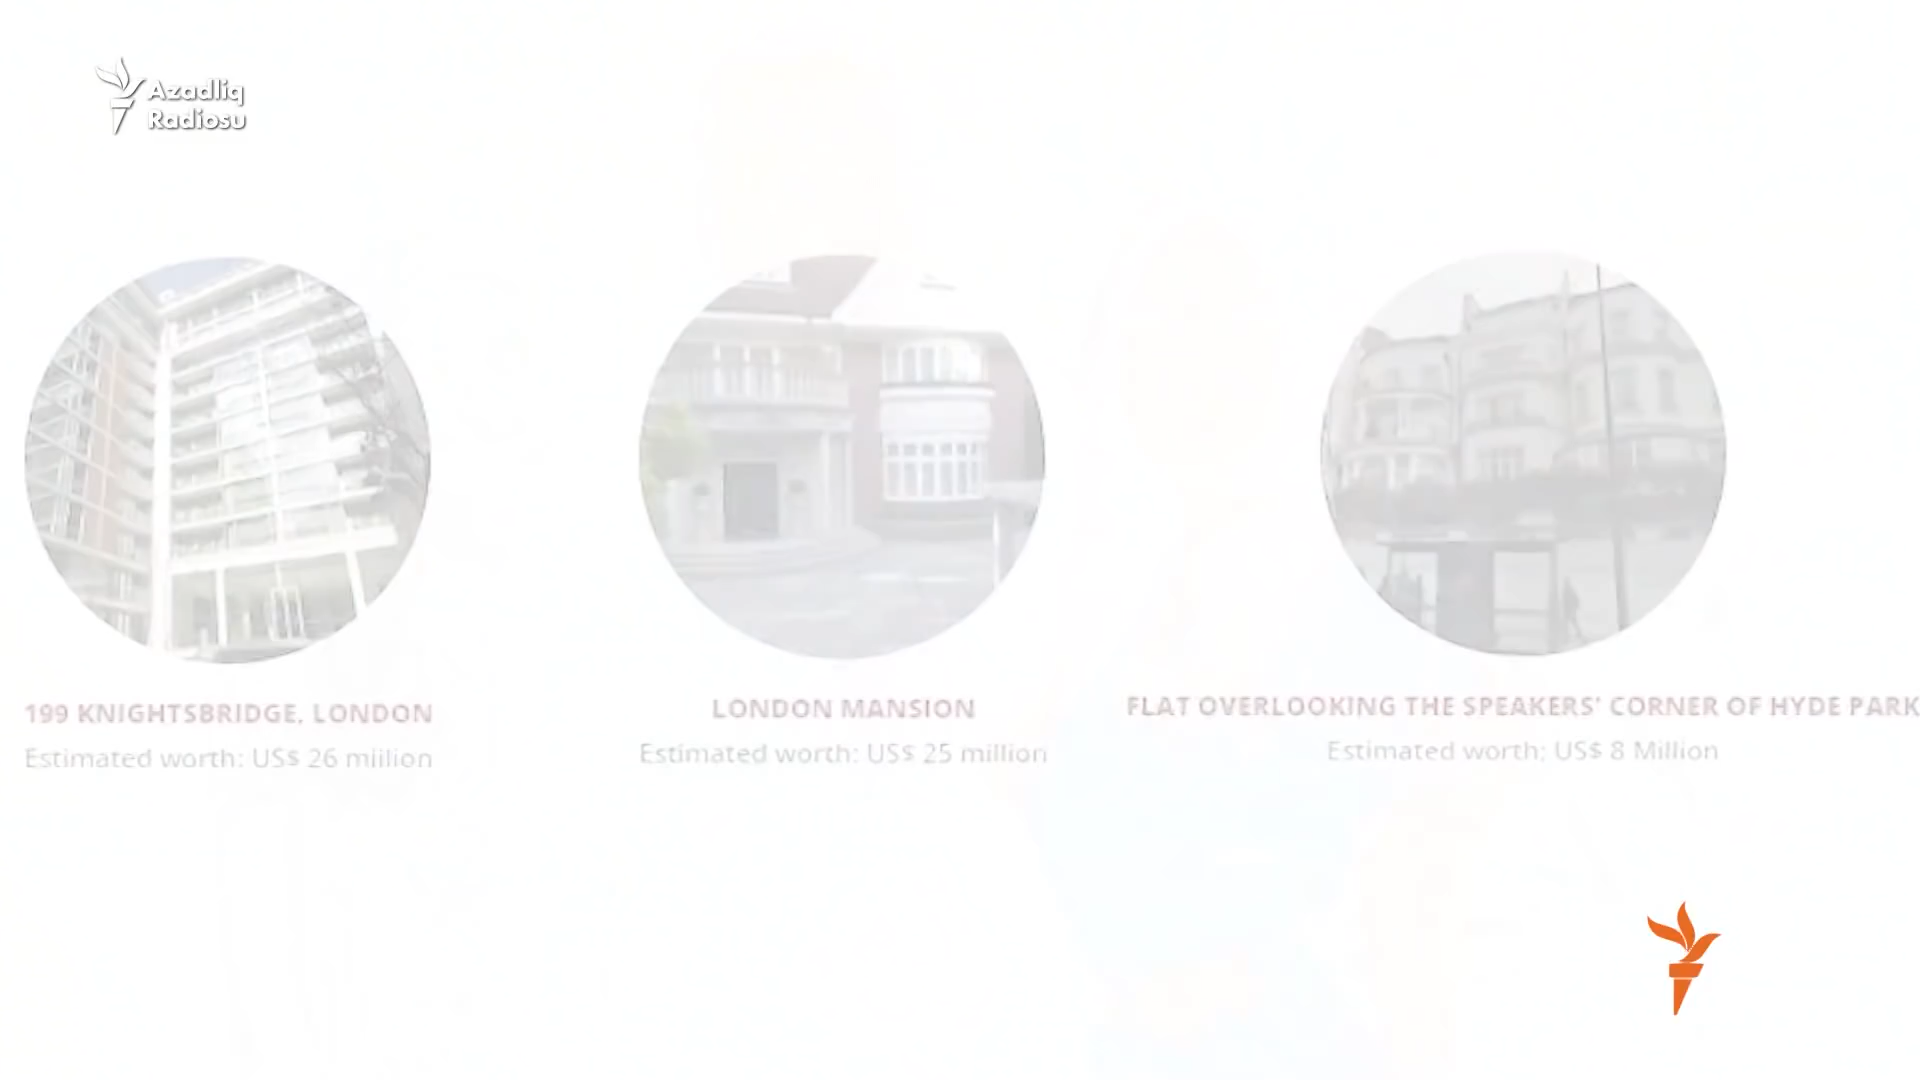 Azadlıq
Radiosu
199 KNIGHTSBRIDGE, LONDON
Estimated worth: US$ 26 million
LONDON MANSION
Estimated worth: US$ 25 million
FLAT OVERLOOKING THE SPEAKERS' CORNER OF HYDE PARK
Estimated worth: US$ 8 Million